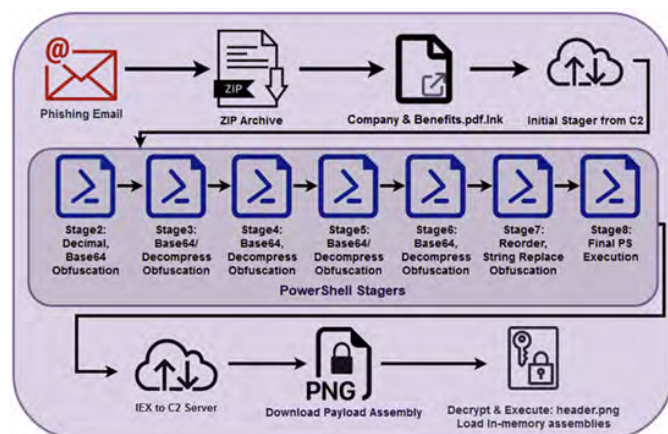 @
ZIP
Phishing Email
ZIP Archive
Company & Benefits.pdf.lnk
Initial Stager from C2
Stage2:
Decimal,
Base64
Obfuscation
Stage3:
Base64/
Decompress
Obfuscation
Stage4:
Base64,
Decompress
Obfuscation
Stage5:
Base64/
Decompress
Obfuscation
Stage6:
Base64,
Decompress
Obfuscation
Stage7:
Reorder,
String Replace
Obfuscation
Stage8:
Final PS
Execution
PowerShell Stagers
IEX to C2 Server
PNG
Download Payload Assembly
Decrypt & Execute: header.png
Load In-memory assemblies